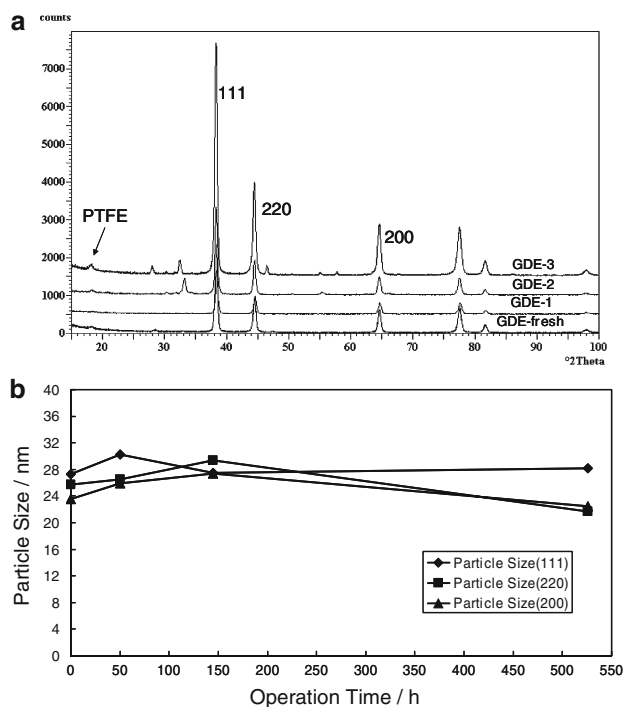 a
counts
7000
6000
5000
4000
3000
2000
1000
0
111
220
200
PTFE
GDE-3
GDE-2
GDE-1
GDE-fresh
20 30 40 50 60 70 80 90 100
°2Theta
b
40
36
32
28
24
20
16
12
8
4
0
Particle Size / nm
Particle Size(111)
Particle Size(220)
Particle Size(200)
0 50 100 150 200 250 300 350 400 450 500 550
Operation Time / h